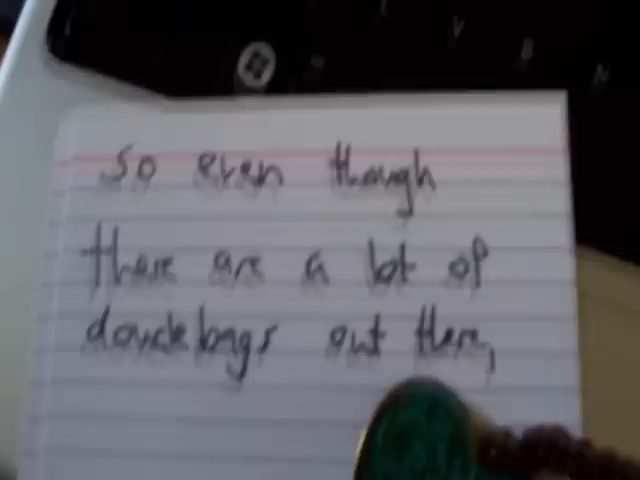 So even though
there are a lot of
douchebags out there,